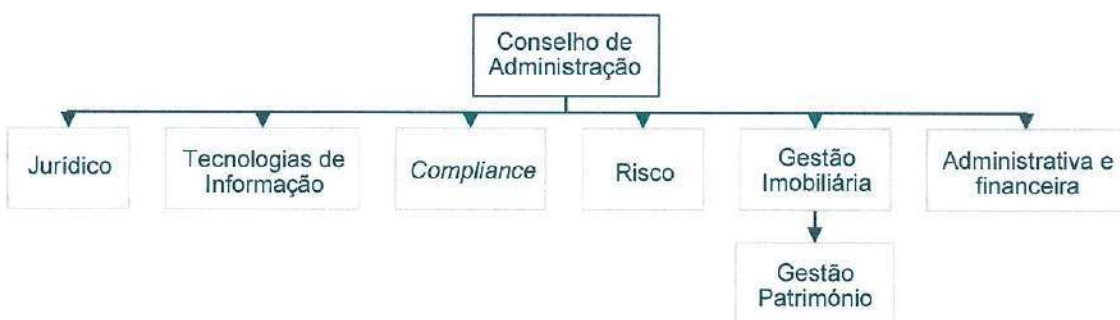 Conselho de
Administração
Jurídico
Tecnologias de
Informação
Compliance
Risco
Gestão
Imobiliária
Administrativa e
financeira
Gestão
Património